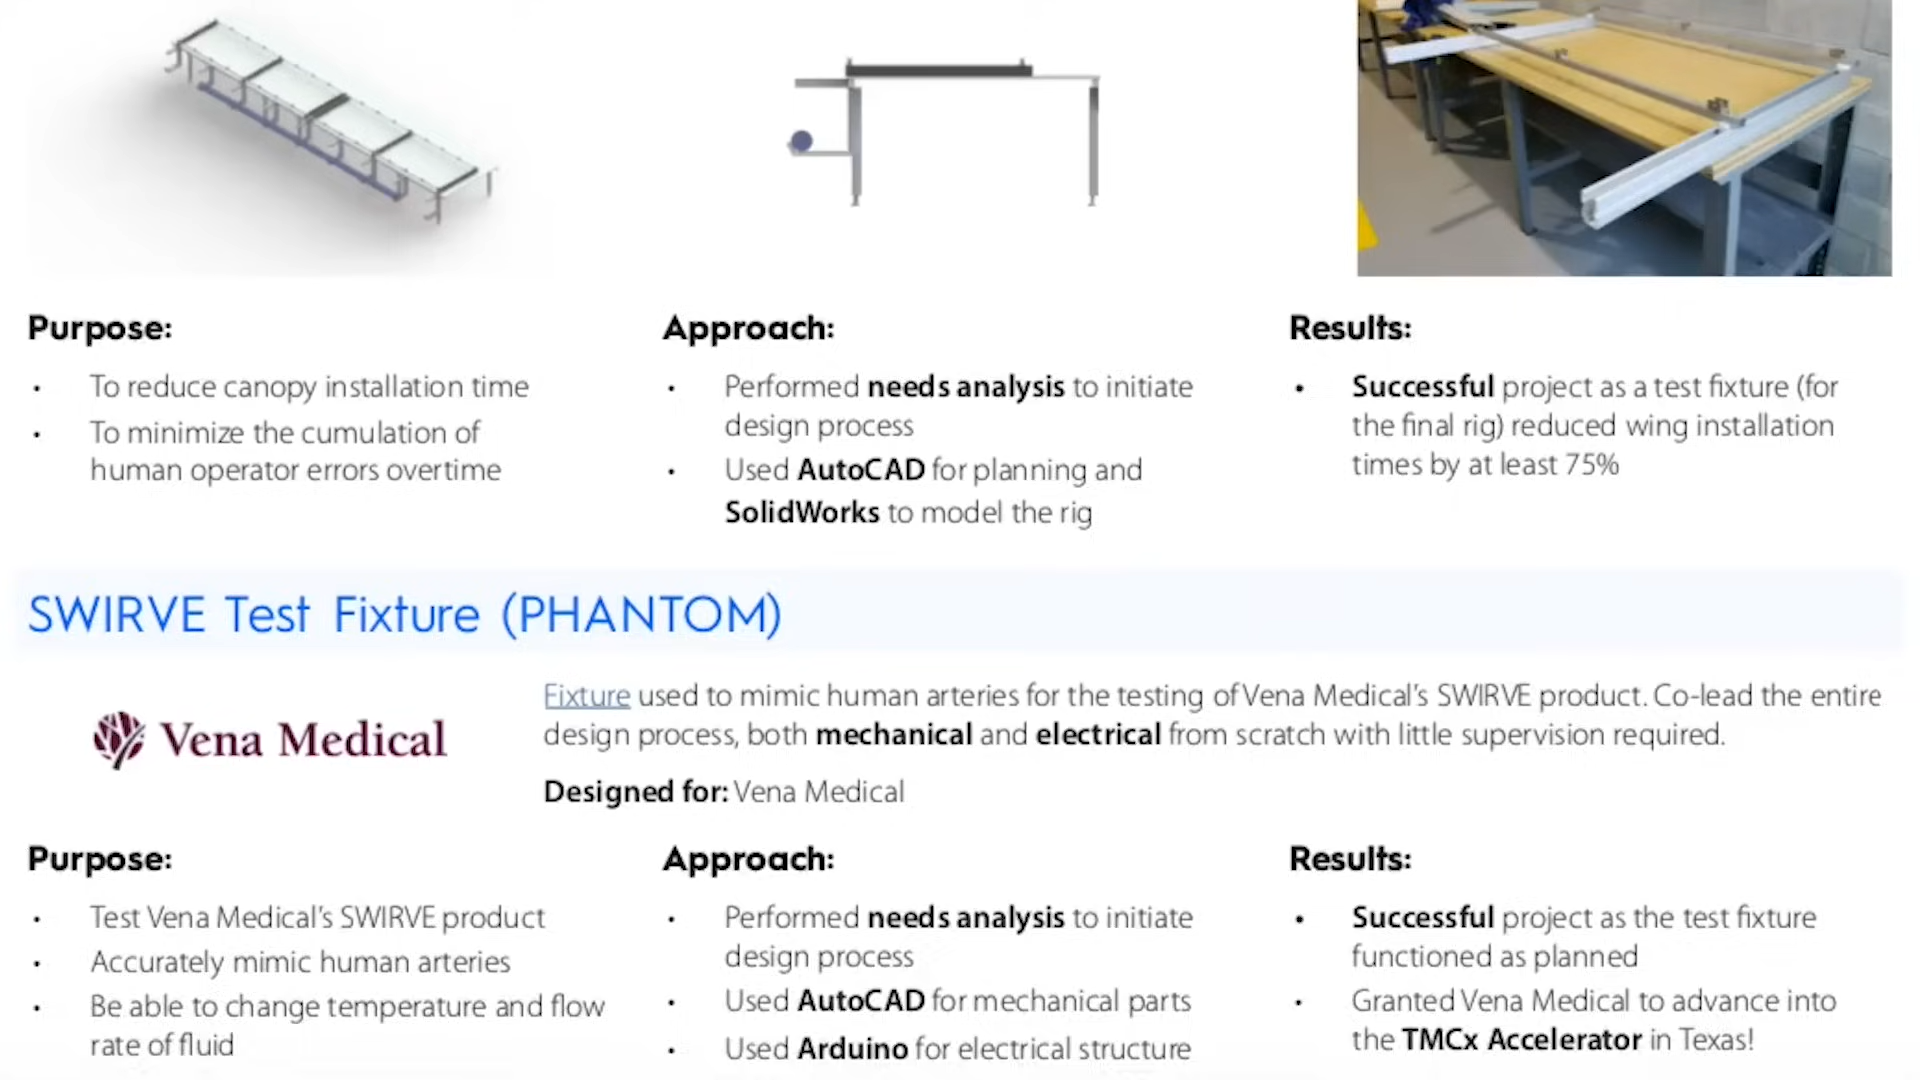 Purpose:
• To reduce canopy installation time
• To minimize the cumulation of
human operator errors overtime
Approach:
• Performed needs analysis to initiate
design process
• Used AutoCAD for planning and
SolidWorks to model the rig
Results:
• Successful project as a test fixture (for
the final rig) reduced wing installation
times by at least 75%
SWIRVE Test Fixture (PHANTOM)
Vena Medical
Fixture used to mimic human arteries for the testing of Vena Medical’s SWIRVE product. Co-lead the entire
design process, both mechanical and electrical from scratch with little supervision required.
Designed for: Vena Medical
Purpose:
• Test Vena Medical’s SWIRVE product
• Accurately mimic human arteries
• Be able to change temperature and flow
rate of fluid
Approach:
• Performed needs analysis to initiate
design process
• Used AutoCAD for mechanical parts
• Used Arduino for electrical structure
Results:
• Successful project as the test fixture
functioned as planned
• Granted Vena Medical to advance into
the TMCx Accelerator in Texas!